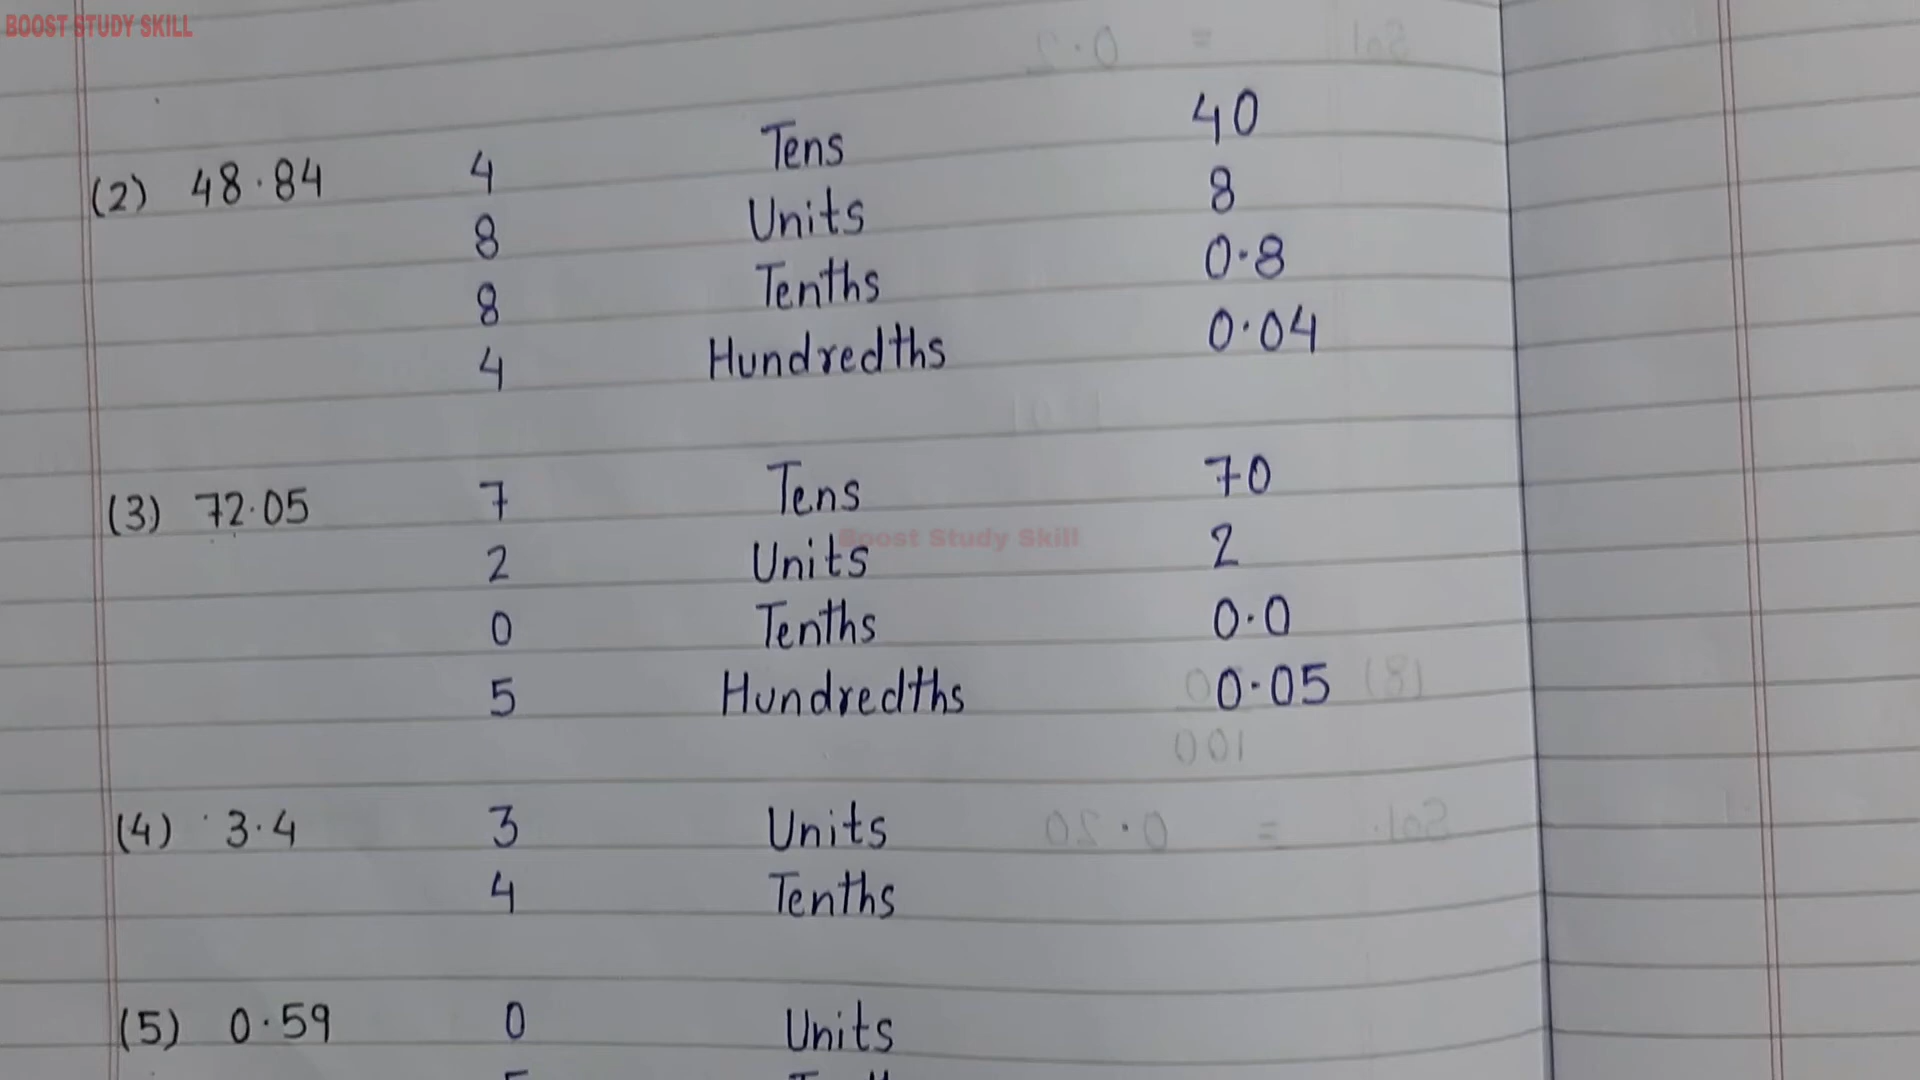 BOOST STUDY SKILL
(2) 48.84 4 Tens 40
8 Units 8
8 Tenths 0.8
4 Hundredths 0.04
(3) 72.05 7 Tens 70
Boost Study Skill
2 Units 2
0 Tenths 0.0
5 Hundredths 0.05
(4) 3.4 3 Units
4 Tenths
(5) 0.59 0 Units